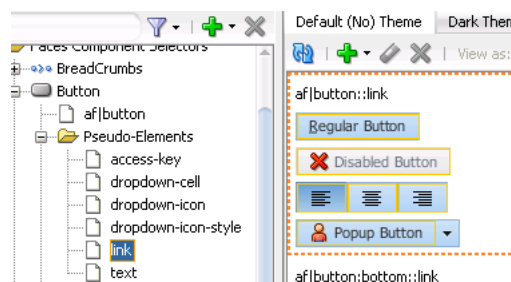 Faces Component Selectors
BreadCrumbs
Button
af|button
Pseudo-Elements
access-key
dropdown-cell
dropdown-icon
dropdown-icon-style
link
text
Default (No) Theme
Dark Then
View as:
af|button::link
Regular Button
Disabled Button
Popup Button
af|button:bottom::link